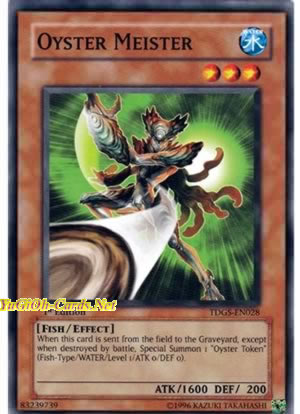 OYSTER MEISTER
水
YuGiOh-Cards.Net
1st Edition
TDGS-EN028
[FISH/EFFECT]
When this card is sent from the field to the Graveyard, except
when destroyed by battle, Special Summon 1 "Oyster Token"
(Fish-Type/WATER/Level 1/ATK 0/DEF 0).
ATK/1600 DEF/ 200
83239739
©1996 KAZUKI TAKAHASHI